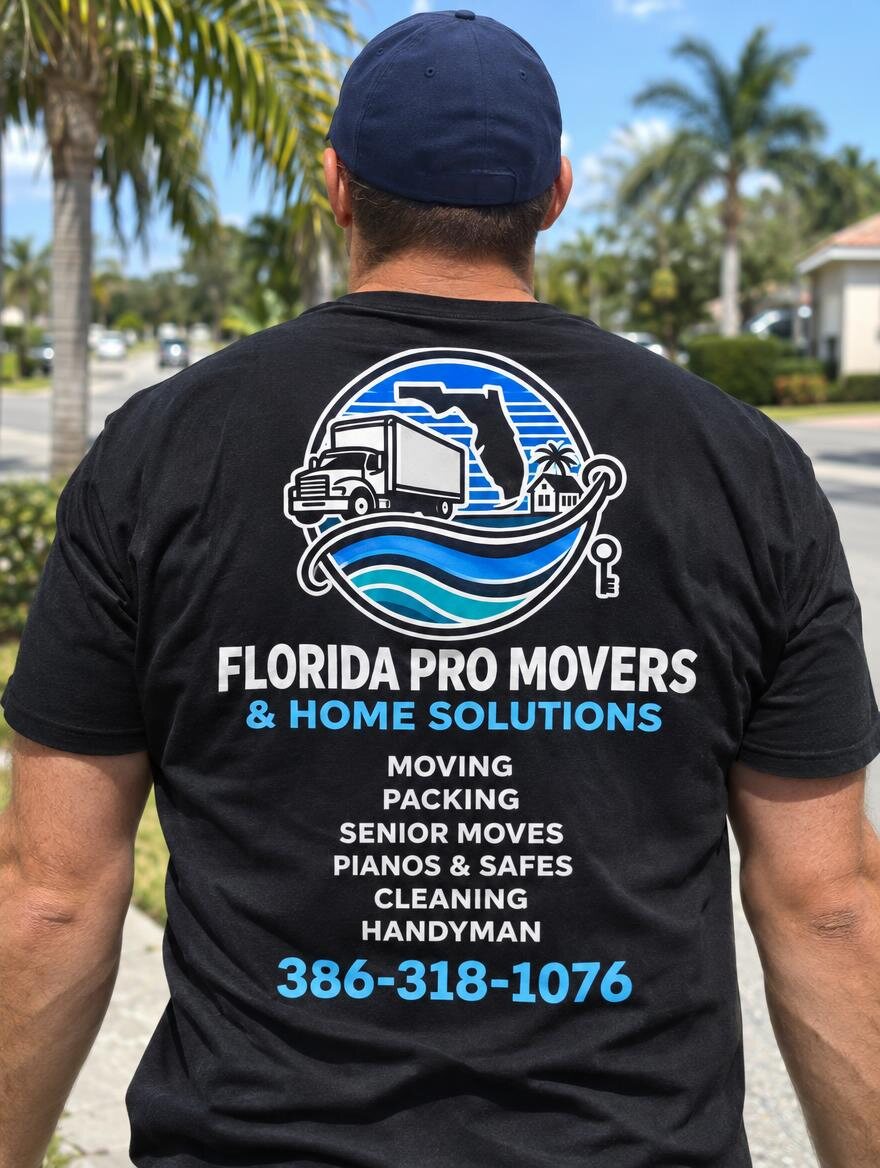 FLORIDA PRO MOVERS
& HOME SOLUTIONS
MOVING
PACKING
SENIOR MOVES
PIANOS & SAFES
CLEANING
HANDYMAN
386-318-1076